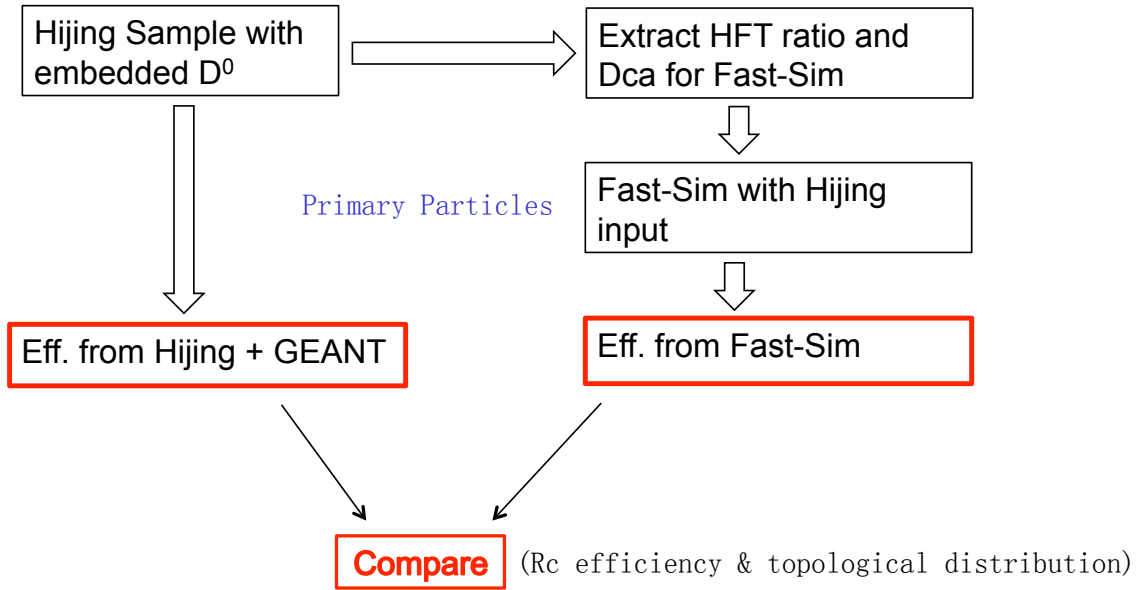 Hijing Sample with
embedded D⁰
Extract HFT ratio and
Dca for Fast-Sim
Primary Particles
Fast-Sim with Hijing
input
Eff. from Hijing + GEANT
Eff. from Fast-Sim
Compare (Rc efficiency & topological distribution)